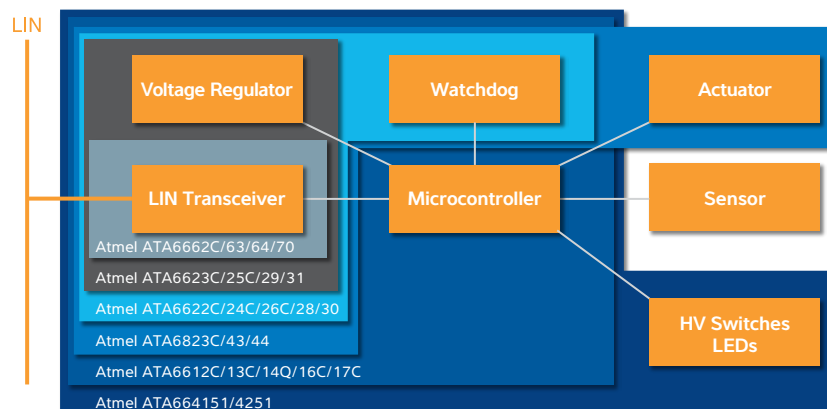 LIN
Voltage Regulator
Watchdog
Actuator
LIN Transceiver
Microcontroller
Sensor
Atmel ATA6662C/63/64/70
Atmel ATA6623C/25C/29/31
Atmel ATA6622C/24C/26C/28/30
HV Switches
LEDs
Atmel ATA6823C/43/44
Atmel ATA6612C/13C/14Q/16C/17C
Atmel ATA664151/4251